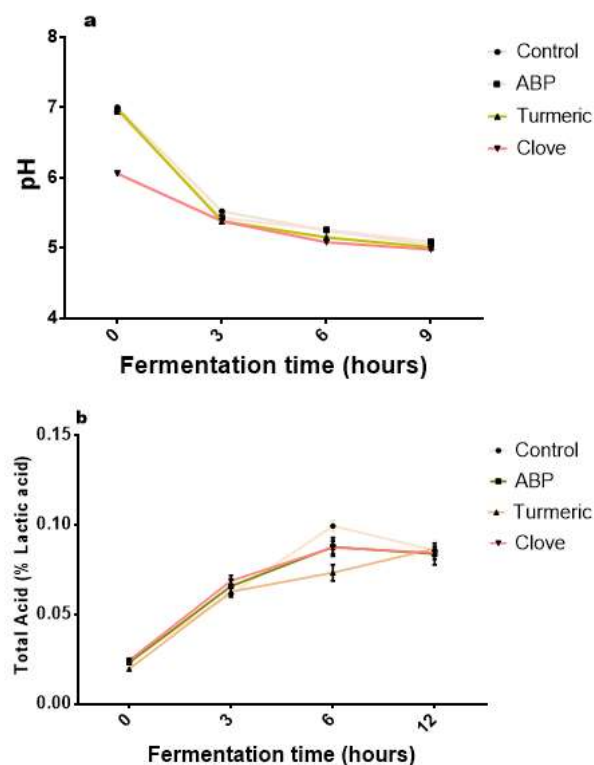 a
8
7
6
5
4
pH
0
3
6
9
Fermentation time (hours)
Control
ABP
Turmeric
Clove
b
0.15
0.10
0.05
0.00
Total Acid (% Lactic acid)
0
3
6
12
Fermentation time (hours)
Control
ABP
Turmeric
Clove